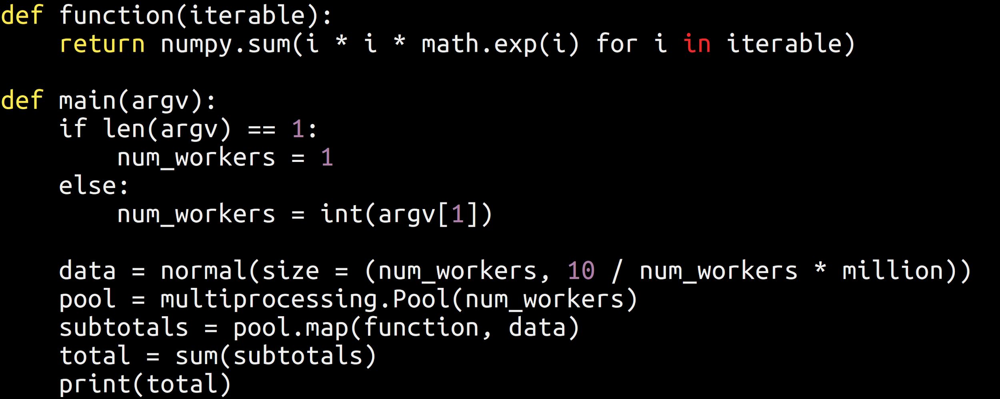 def function(iterable):
    return numpy.sum(i * i * math.exp(i) for i in iterable)

def main(argv):
    if len(argv) == 1:
        num_workers = 1
    else:
        num_workers = int(argv[1])

    data = normal(size = (num_workers, 10 / num_workers * million))
    pool = multiprocessing.Pool(num_workers)
    subtotals = pool.map(function, data)
    total = sum(subtotals)
    print(total)